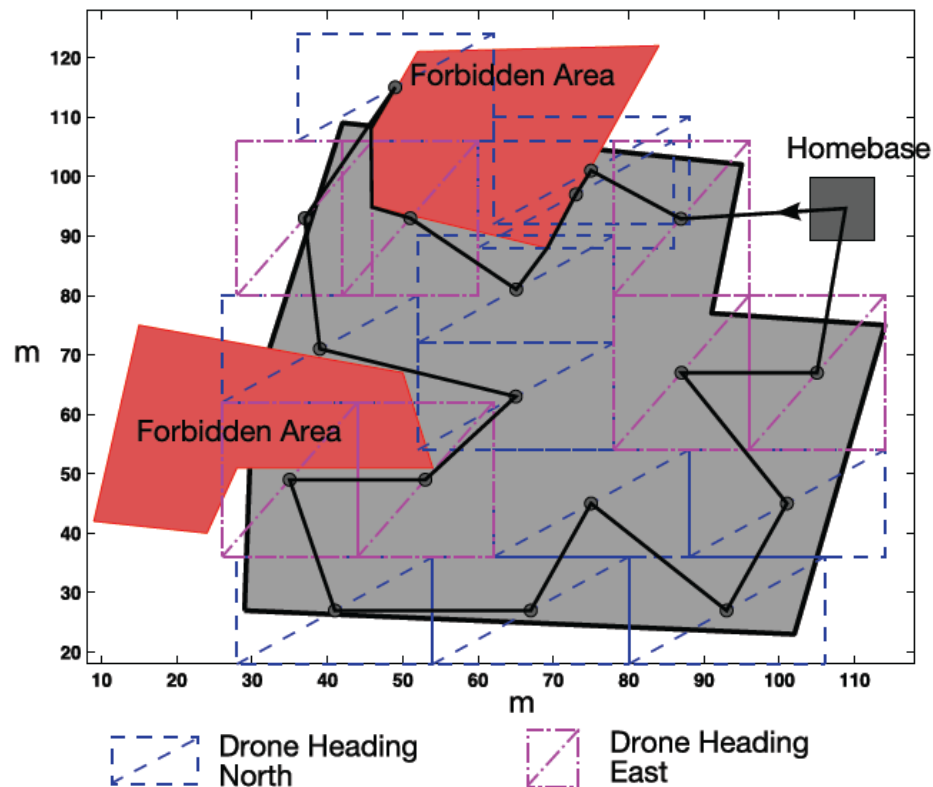 120
Forbidden Area
110
Homebase
100
90
80
m
70
60
Forbidden Area
50
40
30
20
10 20 30 40 50 60 70 80 90 100 110
m
Drone Heading
North
Drone Heading
East